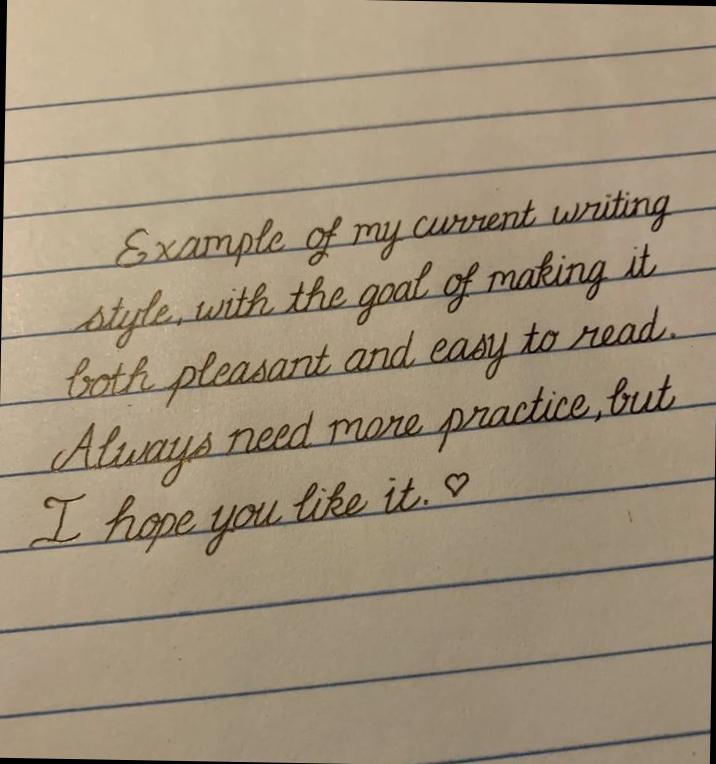 Example of my current writing
style, with the goal of making it
both pleasant and easy to read.
Always need more practice, but
I hope you like it. ♡